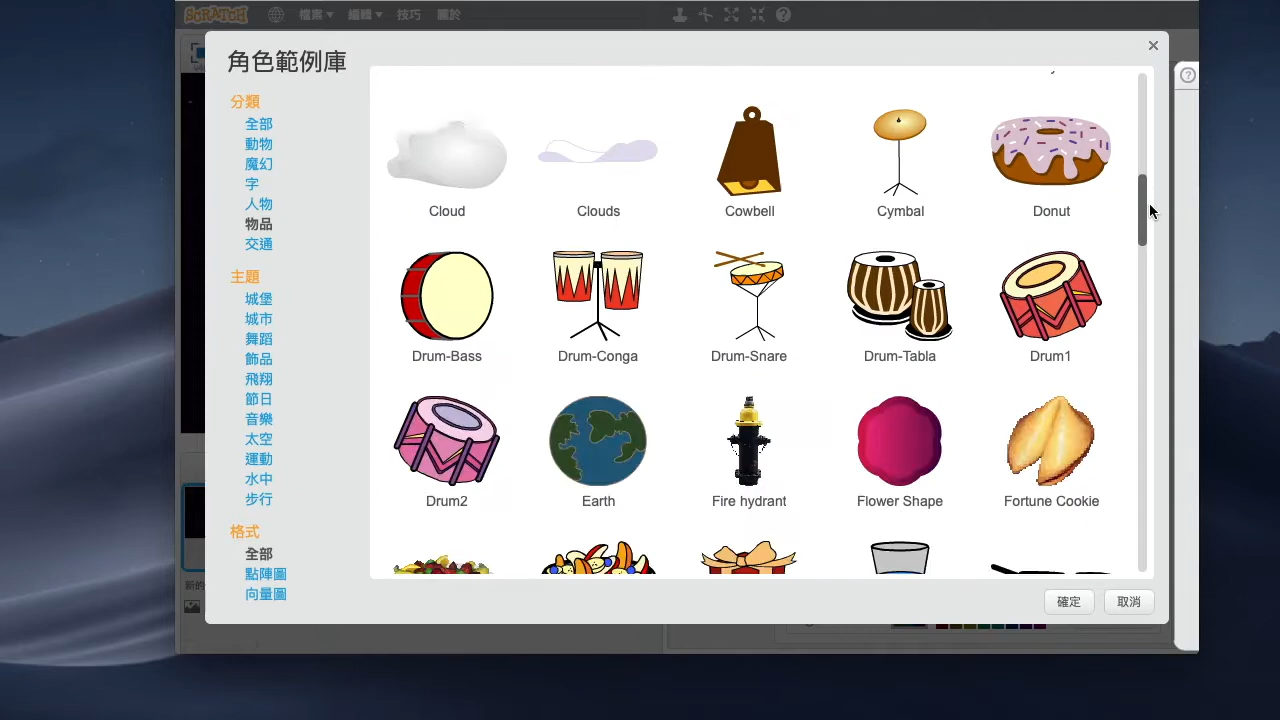 SCRATCH
檔案 編輯 技巧 關於
角色範例庫
分類
全部
動物
魔幻
字
人物
物品
交通
主題
城堡
城市
舞蹈
飾品
飛翔
節日
音樂
太空
運動
水中
步行
格式
全部
點陣圖
向量圖
Cloud Clouds Cowbell Cymbal Donut
Drum-Bass Drum-Conga Drum-Snare Drum-Tabla Drum1
Drum2 Earth Fire hydrant Flower Shape Fortune Cookie
確定 取消
新的